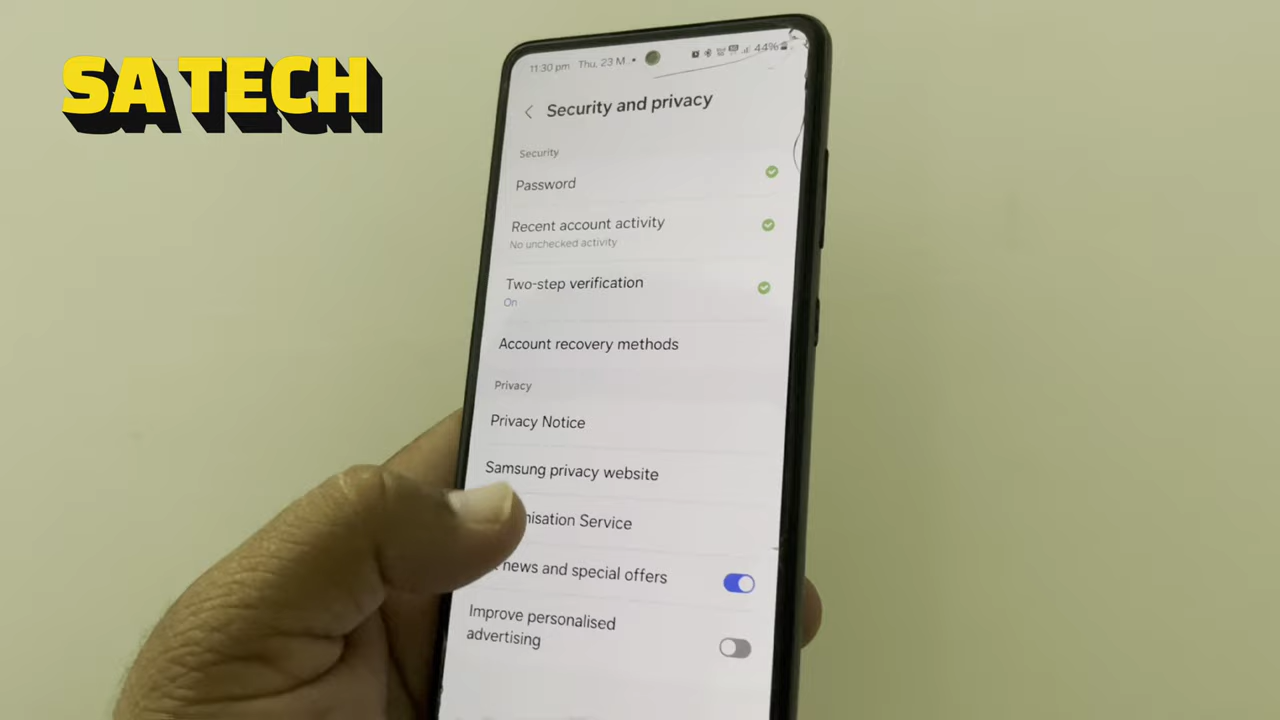 SA TECH
11:30 pm Thu, 23 M..
44%
Security and privacy
Security
Password
Recent account activity
No unchecked activity
Two-step verification
On
Account recovery methods
Privacy
Privacy Notice
Samsung privacy website
nisation Service
news and special offers
Improve personalised
advertising